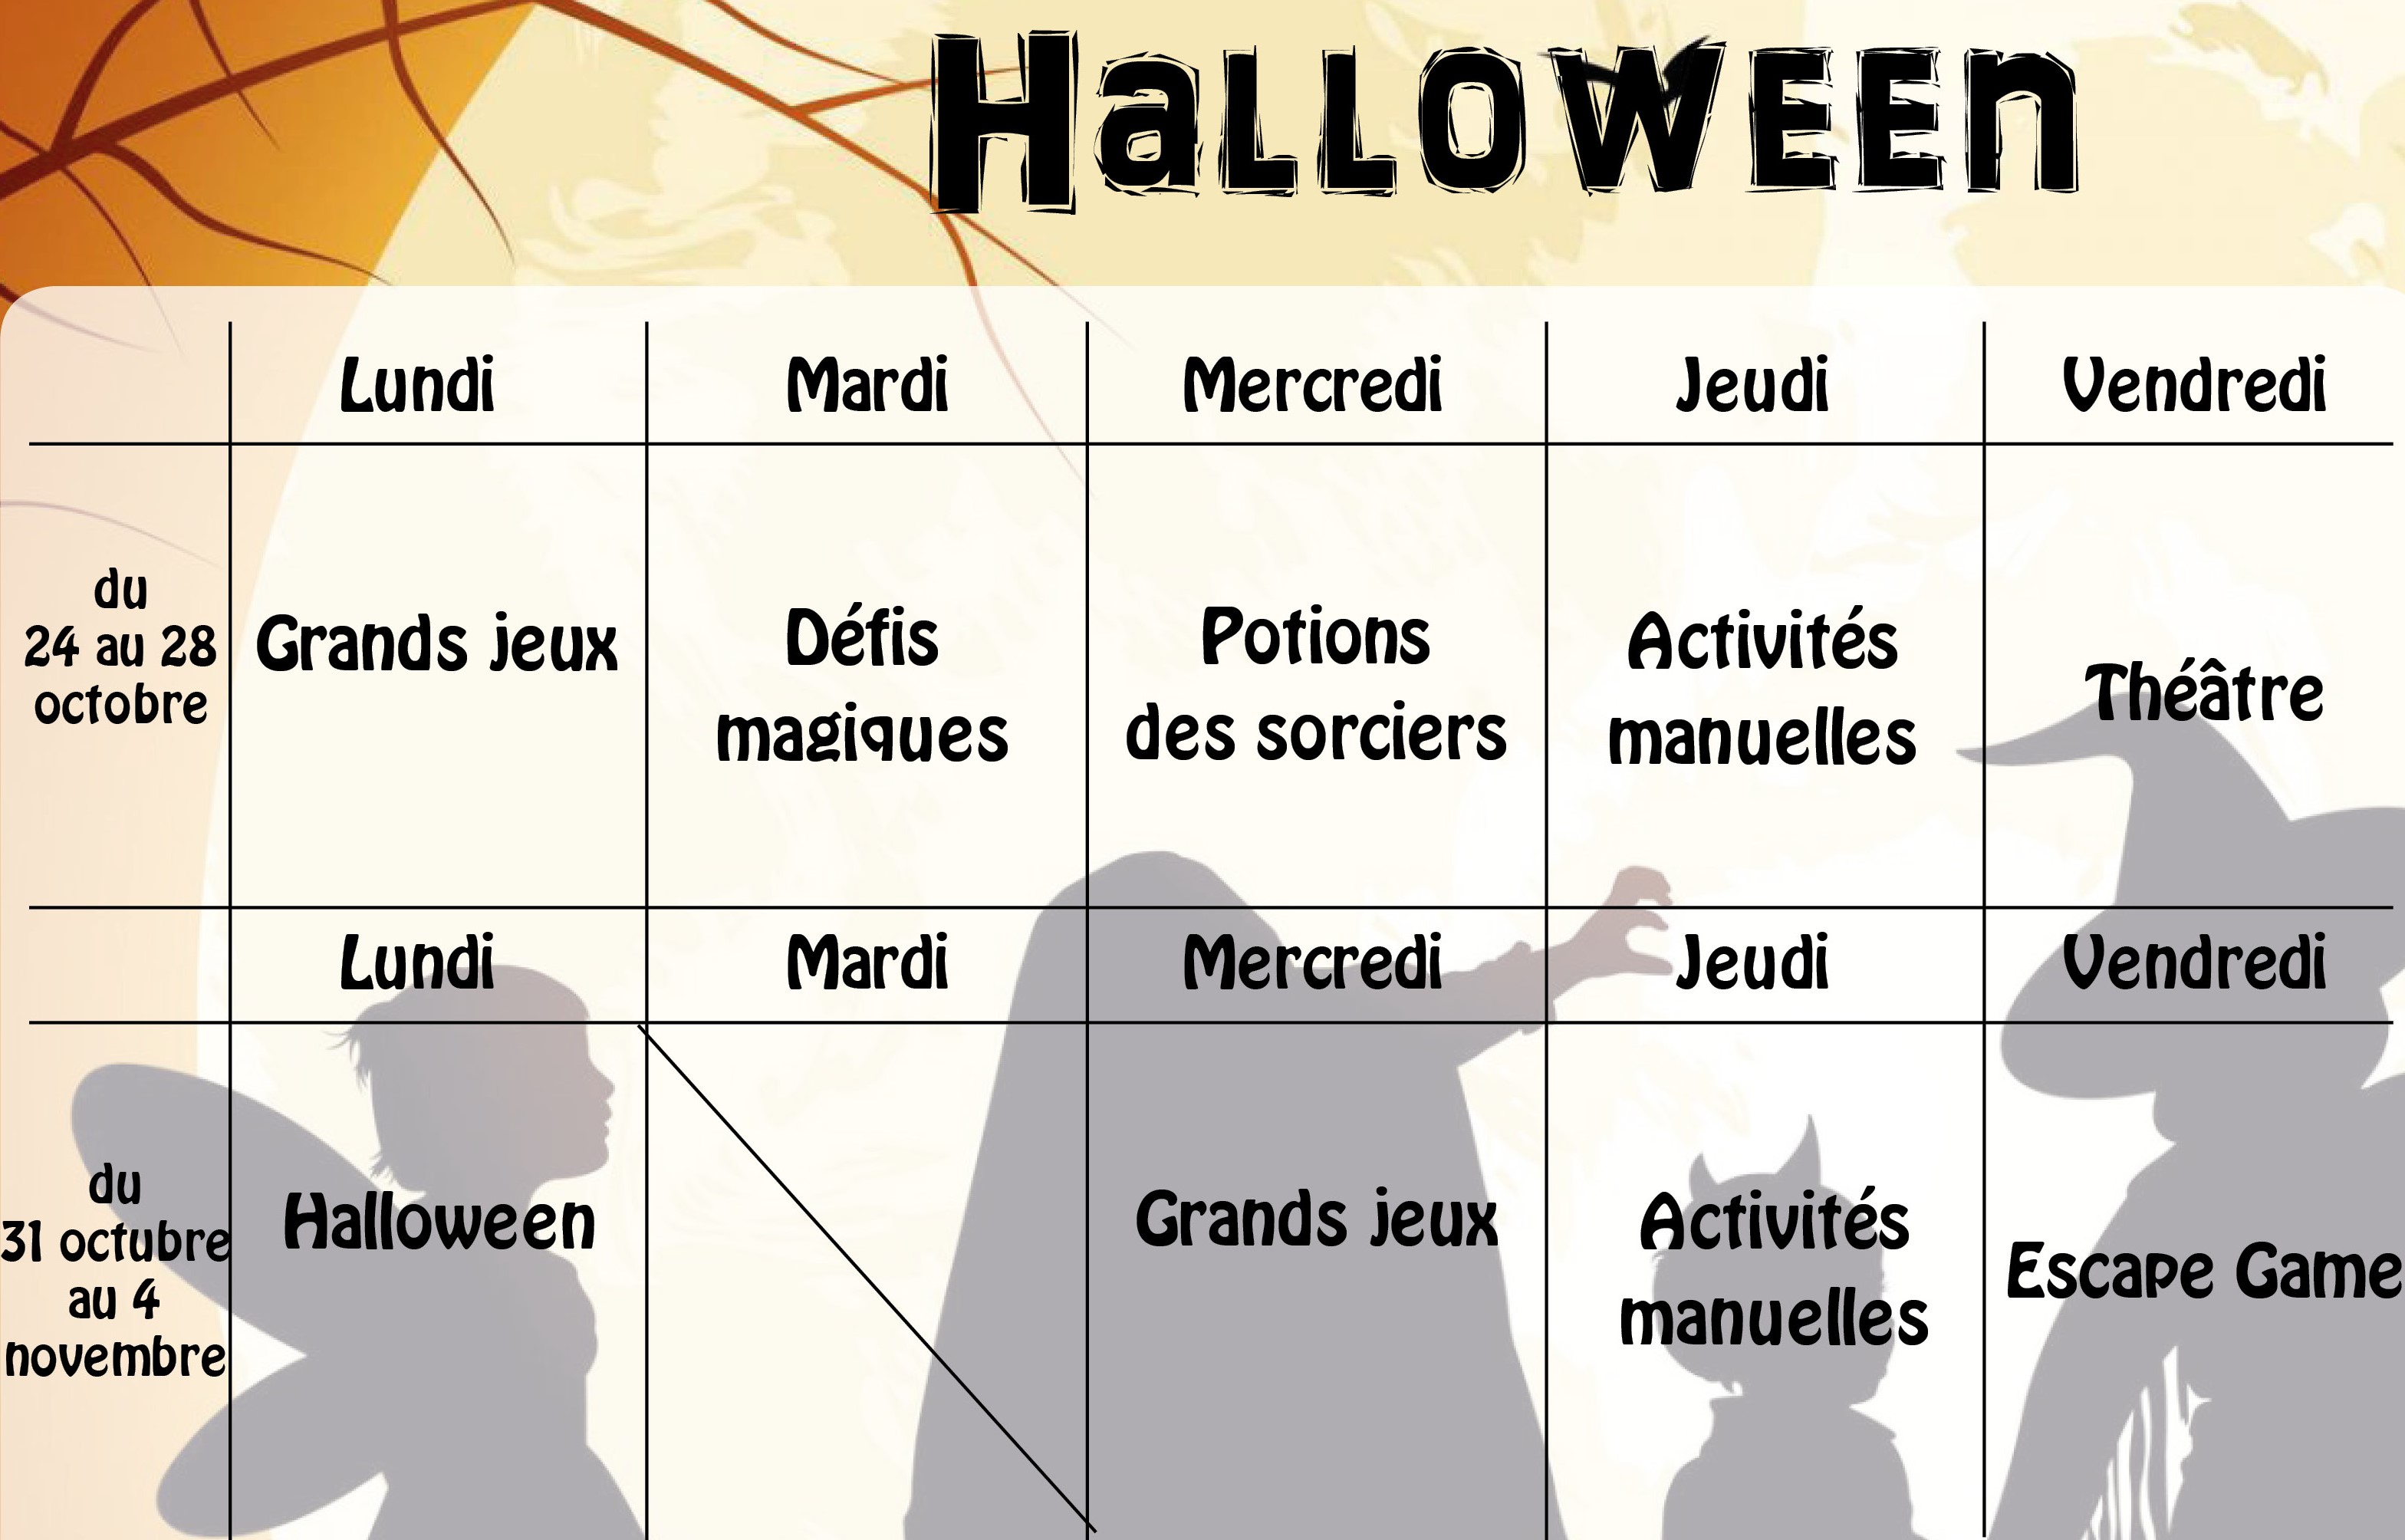 Halloween
Lundi Mardi Mercredi Jeudi Vendredi
du
24 au 28
octobre
Grands jeux
Défis
magiques
Potions
des sorciers
Activités
manuelles
Théâtre
Lundi Mardi Mercredi Jeudi Vendredi
du
31 octubre
au 4
novembre
Halloween
Grands jeux
Activités
manuelles
Escape Game